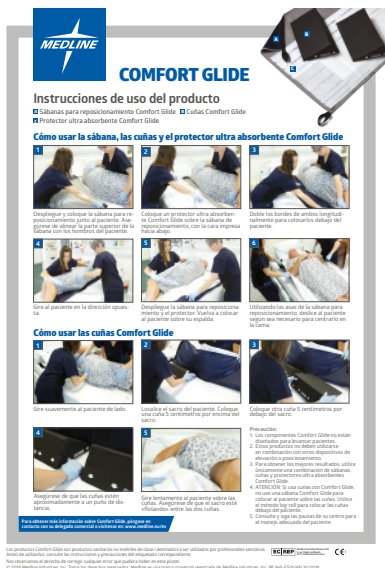 MEDLINE
COMFORT GLIDE
A
B
C
Instrucciones de uso del producto
A Sábanas para reposicionamiento Comfort Glide B Cuñas Comfort Glide
C Protector ultra absorbente Comfort Glide
Cómo usar la sábana, las cuñas y el protector ultra absorbente Comfort Glide
1
2
3
Despliegue y coloque la sábana para re-
posicionamiento junto al paciente. Ase-
gúrese de alinear la parte superior de la
sábana con los hombros del paciente.
Coloque un protector ultra absorben-
te Comfort Glide sobre la sábana de
reposicionamiento, con la cara impresa
hacia abajo.
Doble los bordes de ambos longitudi-
nalmente para colocarlos debajo del
paciente.
4
5
6
Gire al paciente en la dirección opues-
ta.
Despliegue la sábana para reposiciona-
miento y el protector. Vuelva a colocar
al paciente sobre su espalda.
Utilizando las asas de la sábana para
reposicionamiento, deslice al paciente
según sea necesario para centrarlo en
la cama.
Cómo usar las cuñas Comfort Glide
1
2
3
Gire suavemente al paciente de lado.
Localice el sacro del paciente. Coloque
una cuña 5 centímetros por encima del
sacro.
Coloque otra cuña 5 centímetros por
debajo del sacro.
4
5
Asegúrese de que las cuñas estén
aproximadamente a un puño de dis-
tancia.
Gire lentamente al paciente sobre las
cuñas. Asegúrese de que el sacro esté
«flotando» entre las dos cuñas.
Precaución:
1. Los componentes Comfort Glide no están
diseñados para levantar pacientes.
2. Estos productos no deben utilizarse
en combinación con otros dispositivos de
elevación o posicionamiento.
3. Para obtener los mejores resultados, utilice
únicamente una combinación de sábanas,
cuñas y protectores ultra absorbentes
Comfort Glide.
4. ATENCIÓN: Si usa cuñas con Comfort Glide,
no use una sábana Comfort Glide para
colocar al paciente sobre las cuñas. Utilice
el método log-roll para colocar las cuñas
debajo del paciente.
5. Consulte y siga las pautas de su centro para
el manejo adecuado del paciente.
Para obtener más información sobre Comfort Glide, póngase en
contacto con su delegado comercial o visítenos en: www.medline.eu/es
Los productos Comfort Glide son productos sanitarios no estériles de clase I destinados a ser utilizados por profesionales sanitarios.
Antes de utilizarlos, consulte las instrucciones y precauciones del etiquetado correspondiente.
Nos reservamos el derecho de corregir cualquier error que pudiera haber en este póster.
EC REP
CE